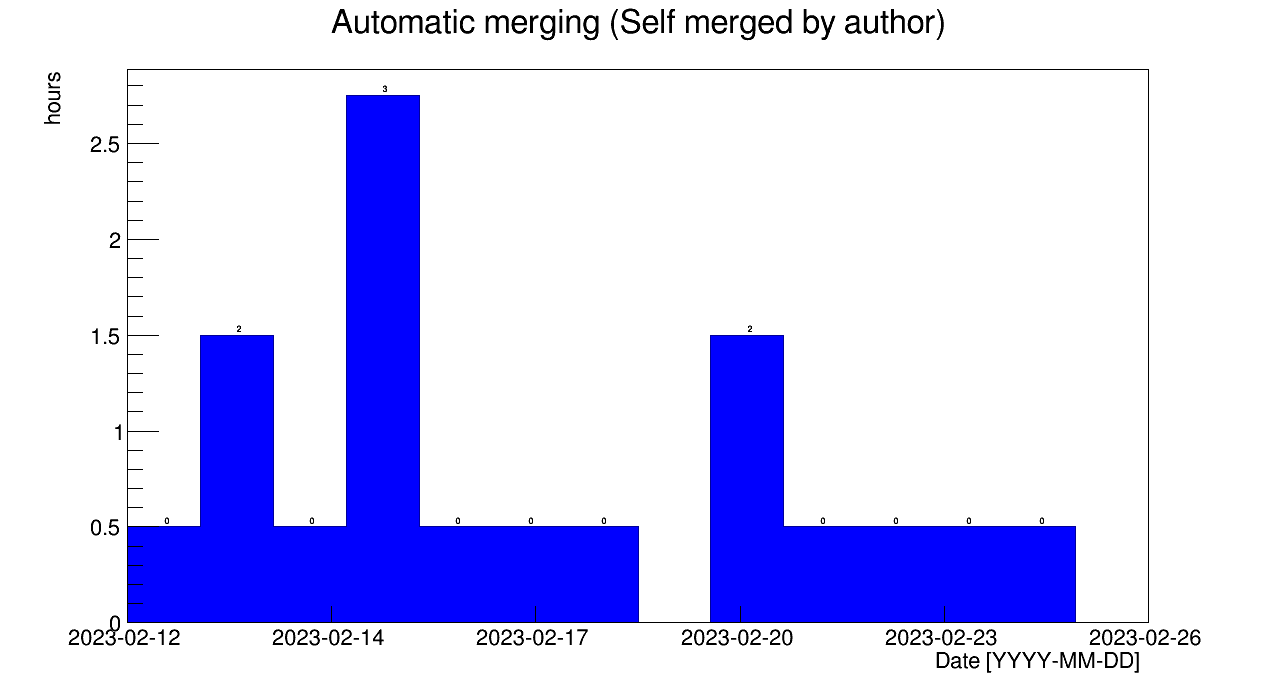 Automatic merging (Self merged by author)
hours
3
2.5
2
2
2
1.5
1
0 0 0 0 0 0 0 0 0
0.5
0
2023-02-12 2023-02-14 2023-02-17 2023-02-20 2023-02-23 2023-02-26
Date [YYYY-MM-DD]